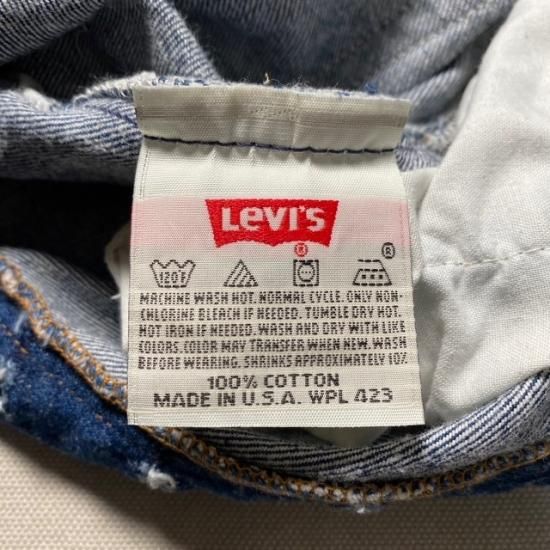 Levi's
®
®
120F
MACHINE WASH HOT. NORMAL CYCLE. ONLY NON-
CHLORINE BLEACH IF NEEDED. TUMBLE DRY HOT.
HOT IRON IF NEEDED. WASH AND DRY WITH LIKE
COLORS. COLOR MAY TRANSFER WHEN NEW. WASH
BEFORE WEARING. SHRINKS APPROXIMATELY 10%
100% COTTON
MADE IN U.S.A. WPL 423